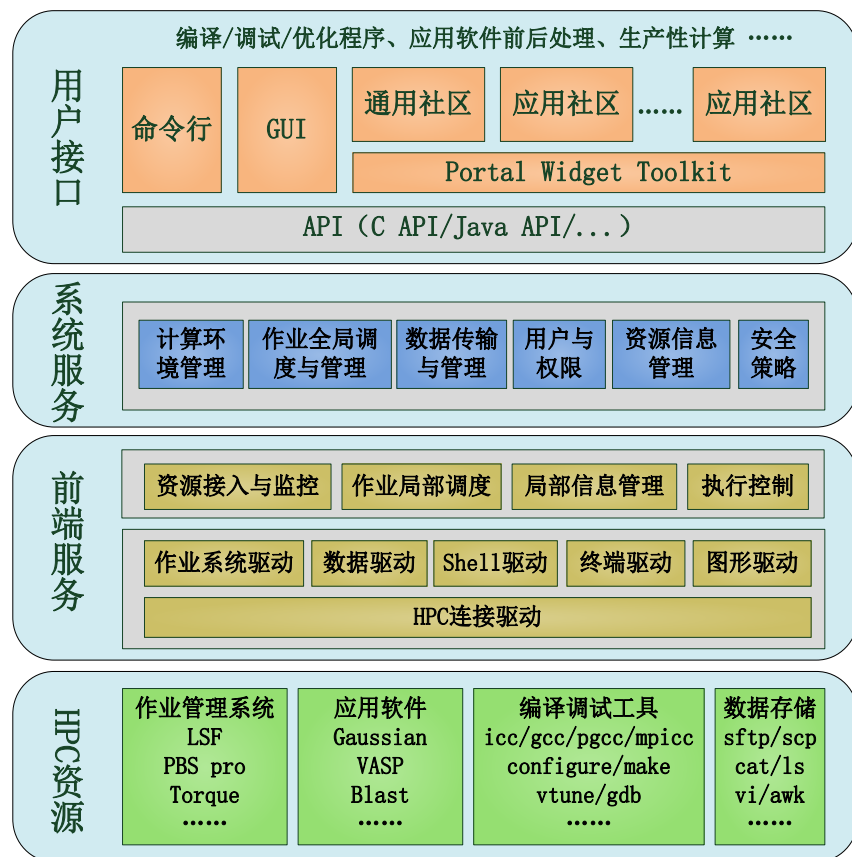 用户接口
编译/调试/优化程序、应用软件前后处理、生产性计算 ……
命令行
GUI
通用社区
应用社区
……
应用社区
Portal Widget Toolkit
API（C API/Java API/...）
系统服务
计算环
境管理
作业全局调
度与管理
数据传输
与管理
用户与
权限
资源信息
管理
安全
策略
前端服务
资源接入与监控
作业局部调度
局部信息管理
执行控制
作业系统驱动
数据驱动
Shell驱动
终端驱动
图形驱动
HPC连接驱动
HPC资源
作业管理系统
LSF
PBS pro
Torque
……
应用软件
Gaussian
VASP
Blast
……
编译调试工具
icc/gcc/pgcc/mpicc
configure/make
vtune/gdb
……
数据存储
sftp/scp
cat/ls
vi/awk
……